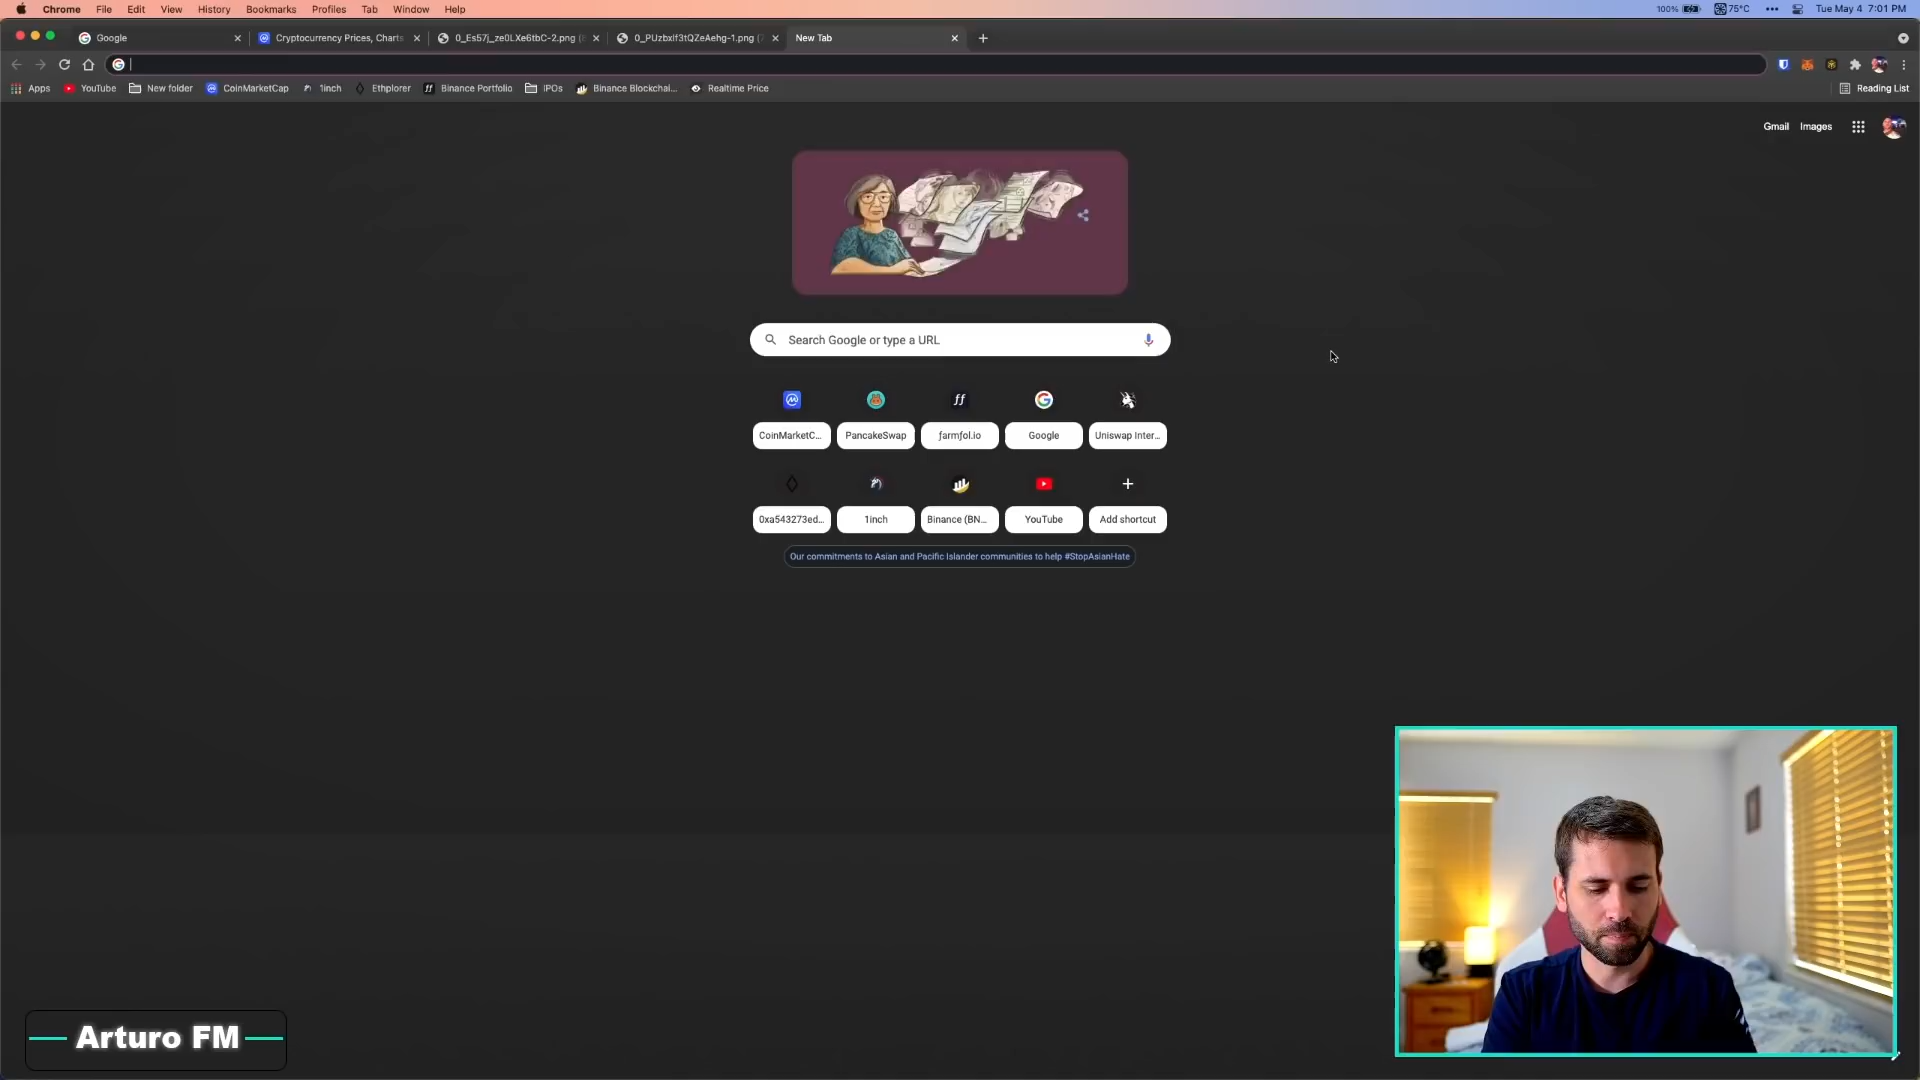 Chrome File Edit View History Bookmarks Profiles Tab Window Help 100% 75°C Tue May 4 7:01 PM
Google Cryptocurrency Prices, Charts 0_Es57j_ze0LXe6tbC-2.png 0_PUzbxlf3tQZeAehg-1.png New Tab
Apps YouTube New folder CoinMarketCap 1inch Ethplorer Binance Portfolio IPOs Binance Blockchai... Realtime Price Reading List
Gmail Images
Search Google or type a URL
CoinMarketC... PancakeSwap ƒarmƒol.io Google Uniswap Inter...
0xa543273ed... 1inch Binance (BN... YouTube Add shortcut
Our commitments to Asian and Pacific Islander communities to help #StopAsianHate
Arturo FM